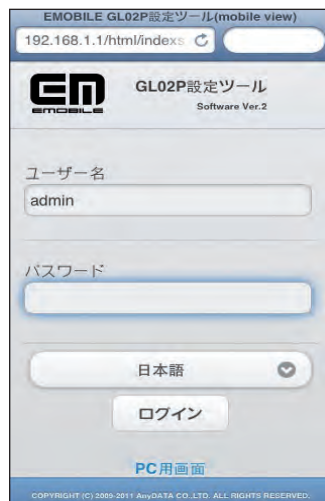 EMOBILE GL02P設定ツール(mobile view)
192.168.1.1/html/indexs
EM
EMOBILE
GL02P設定ツール
Software Ver.2
ユーザー名
admin
パスワード
日本語
ログイン
PC用画面
COPYRIGHT (C) 2009-2011 AnyDATA CO.,LTD. ALL RIGHTS RESERVED.